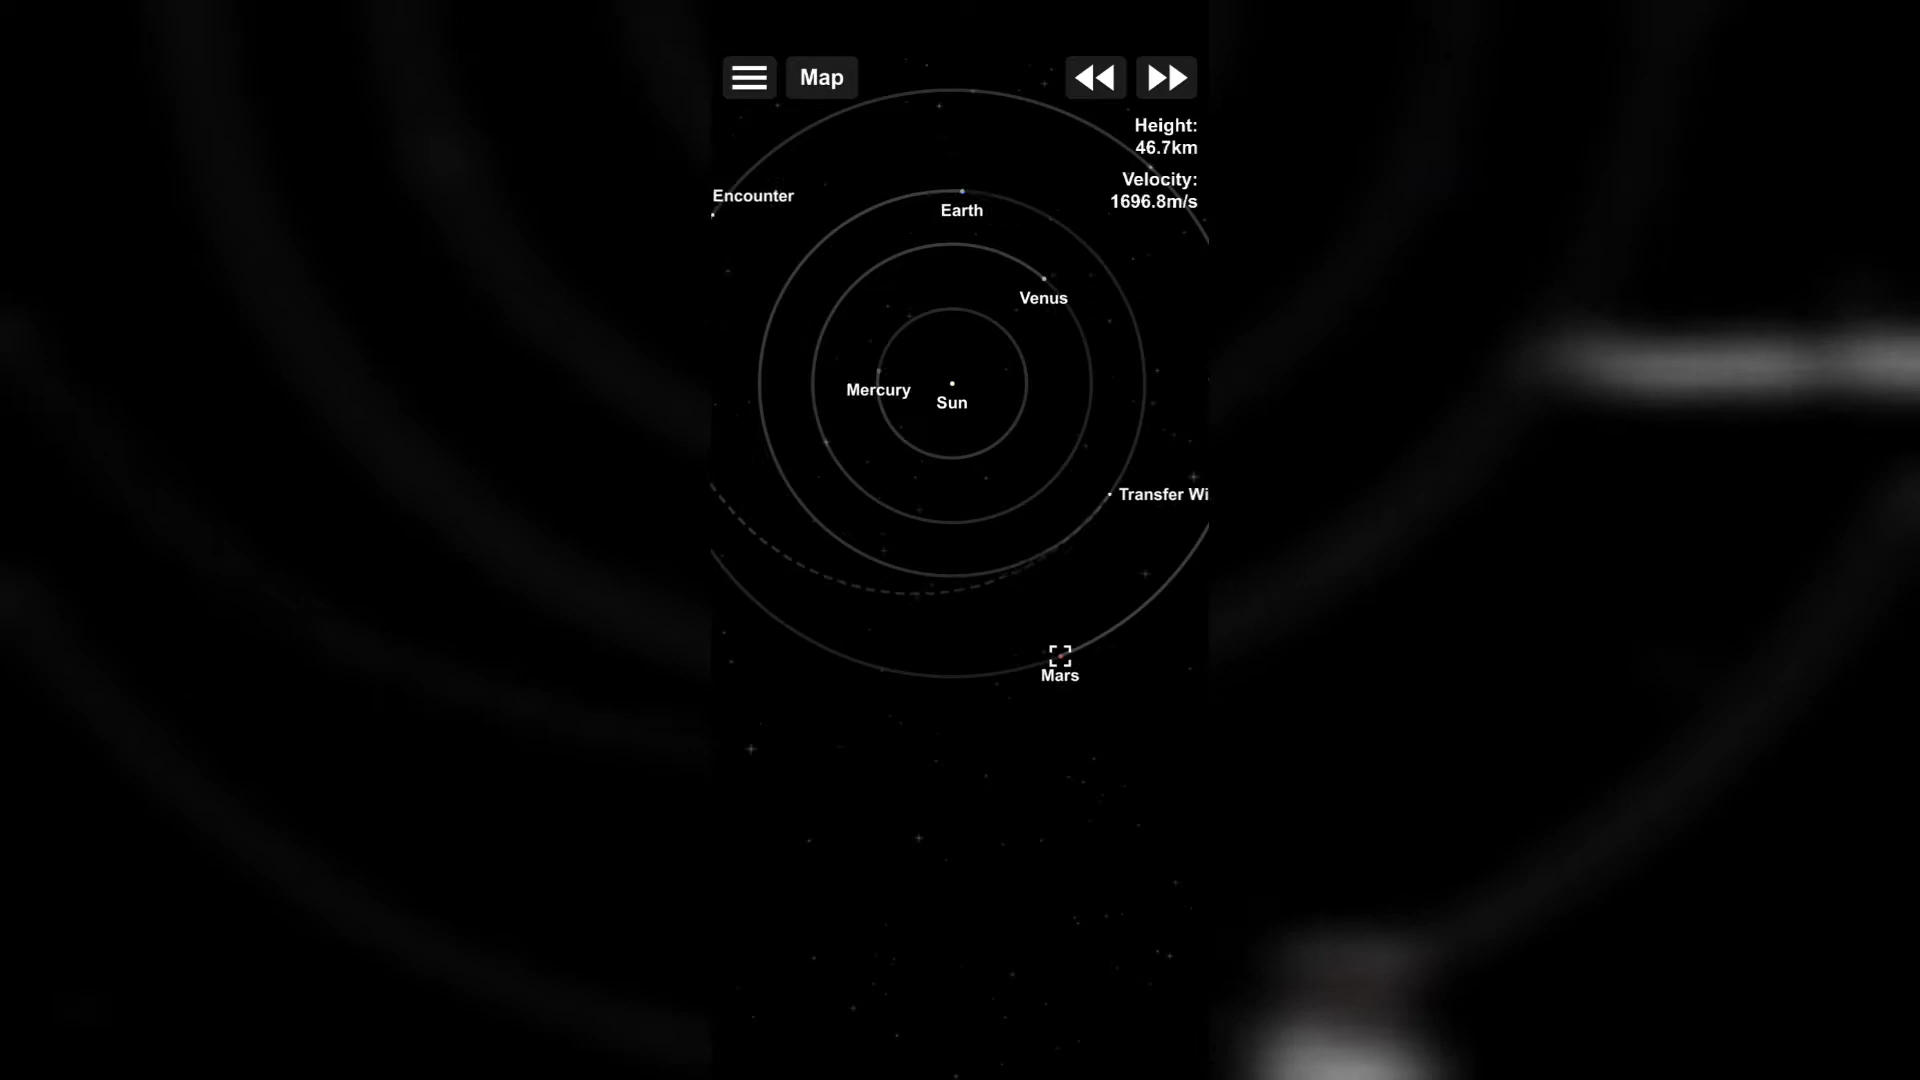 Map
Height:
46.7km
Velocity:
1696.8m/s
Encounter
Earth
Venus
Mercury
Sun
Transfer Wi
Mars